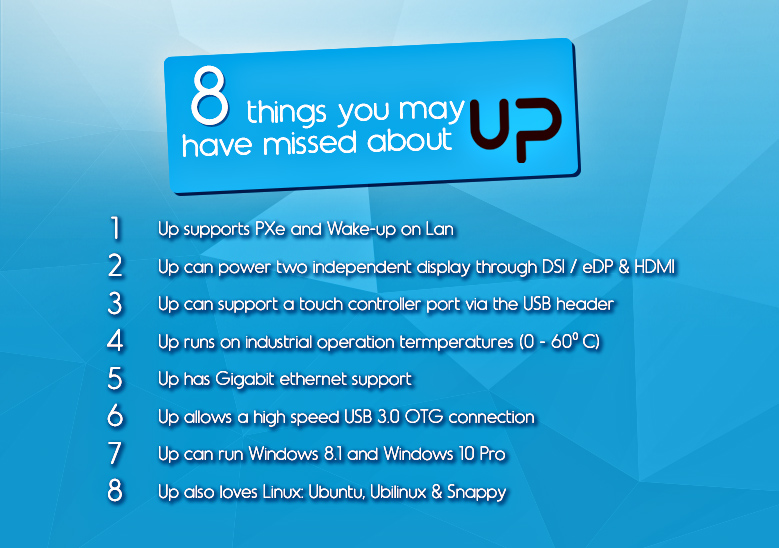 8 things you may
have missed about UP
1 Up supports PXe and Wake-up on Lan
2 Up can power two independent display through DSI / eDP & HDMI
3 Up can support a touch controller port via the USB header
4 Up runs on industrial operation termperatures (0 - 60º C)
5 Up has Gigabit ethernet support
6 Up allows a high speed USB 3.0 OTG connection
7 Up can run Windows 8.1 and Windows 10 Pro
8 Up also loves Linux: Ubuntu, Ubilinux & Snappy